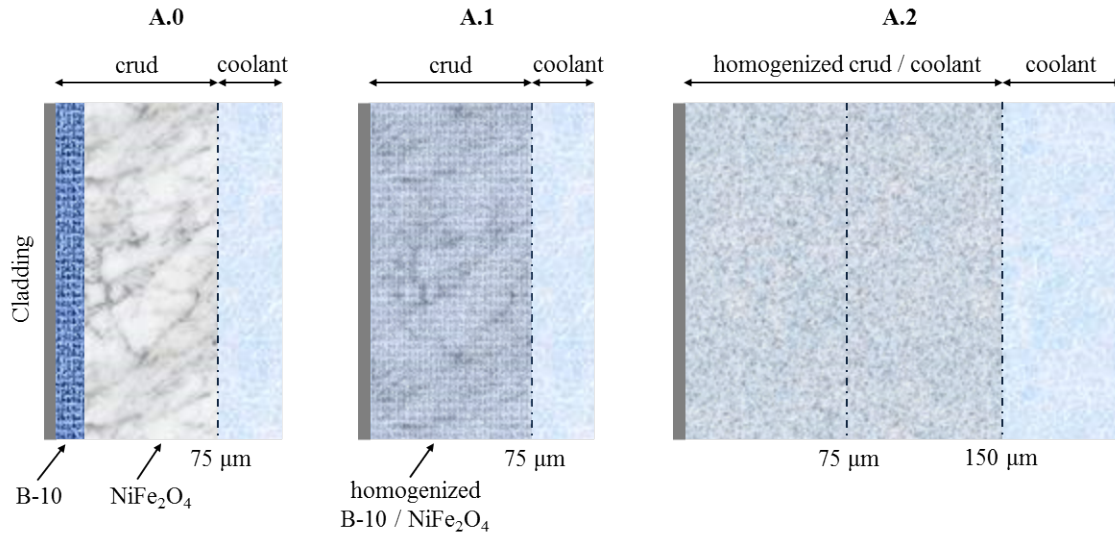 A.0
A.1
A.2
crud
coolant
crud
coolant
homogenized crud / coolant
coolant
Cladding
75 μm
75 μm
75 μm
150 μm
B-10
NiFe₂O₄
homogenized
B-10 / NiFe₂O₄